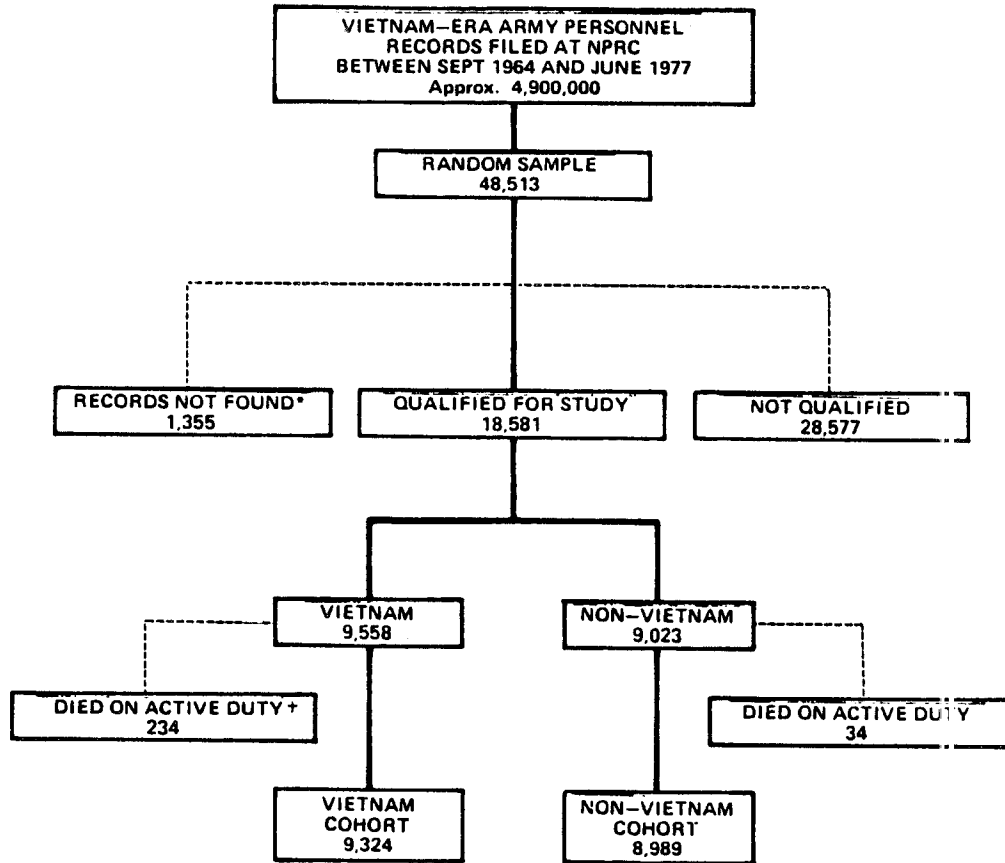 VIETNAM–ERA ARMY PERSONNEL
RECORDS FILED AT NPRC
BETWEEN SEPT 1964 AND JUNE 1977
Approx. 4,900,000
RANDOM SAMPLE
48,513
RECORDS NOT FOUND*
1,355
QUALIFIED FOR STUDY
18,581
NOT QUALIFIED
28,577
VIETNAM
9,558
NON–VIETNAM
9,023
DIED ON ACTIVE DUTY +
234
DIED ON ACTIVE DUTY
34
VIETNAM
COHORT
9,324
NON–VIETNAM
COHORT
8,989